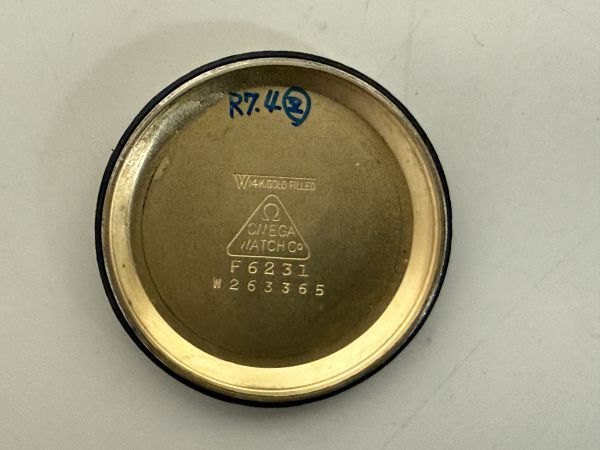 R7.4
W 14K.GOLD FILLED
Ω
OMEGA
WATCH Co
F6231
W263365